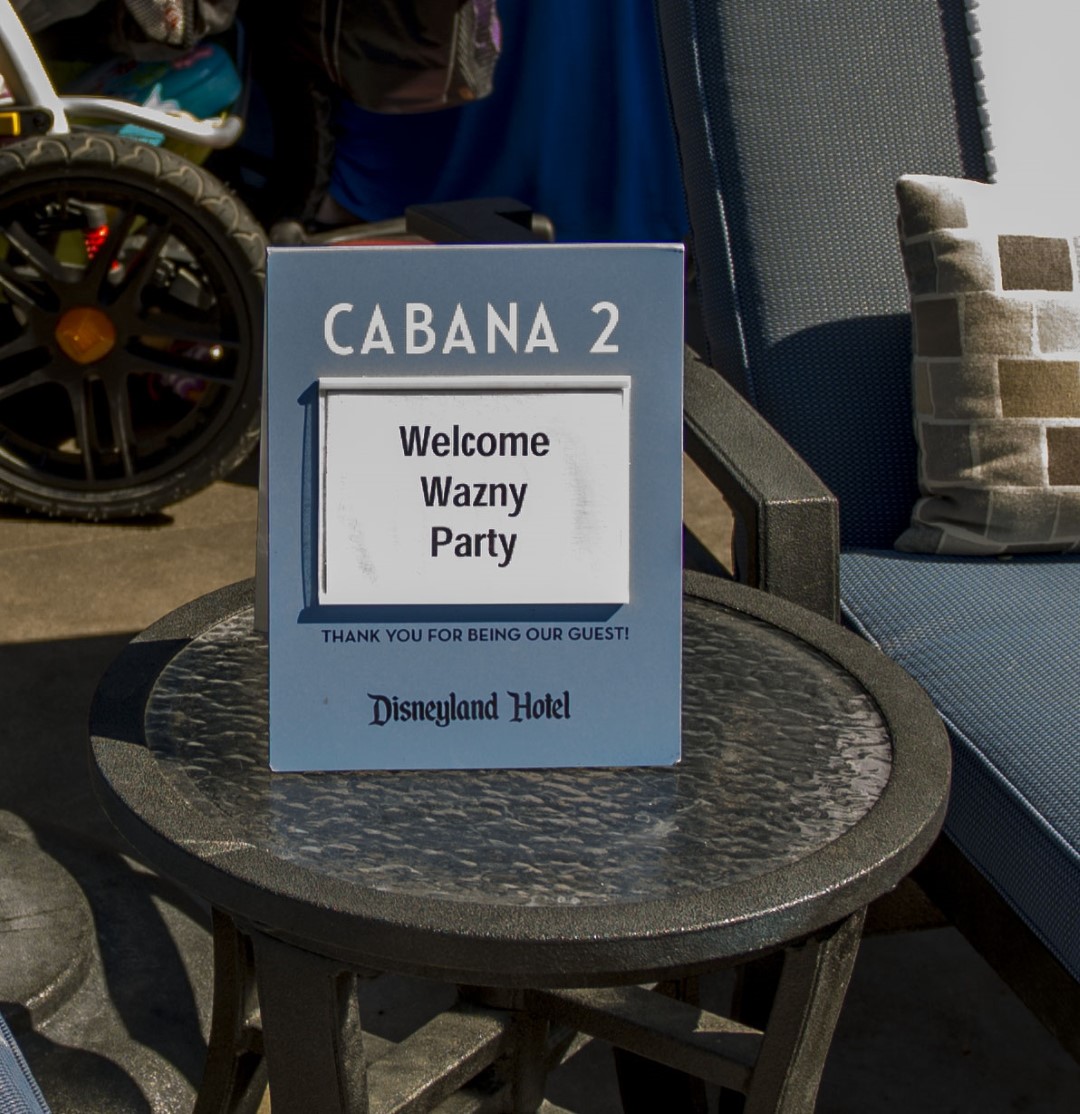 CABANA 2
Welcome
Wazny
Party
THANK YOU FOR BEING OUR GUEST!
Disneyland Hotel